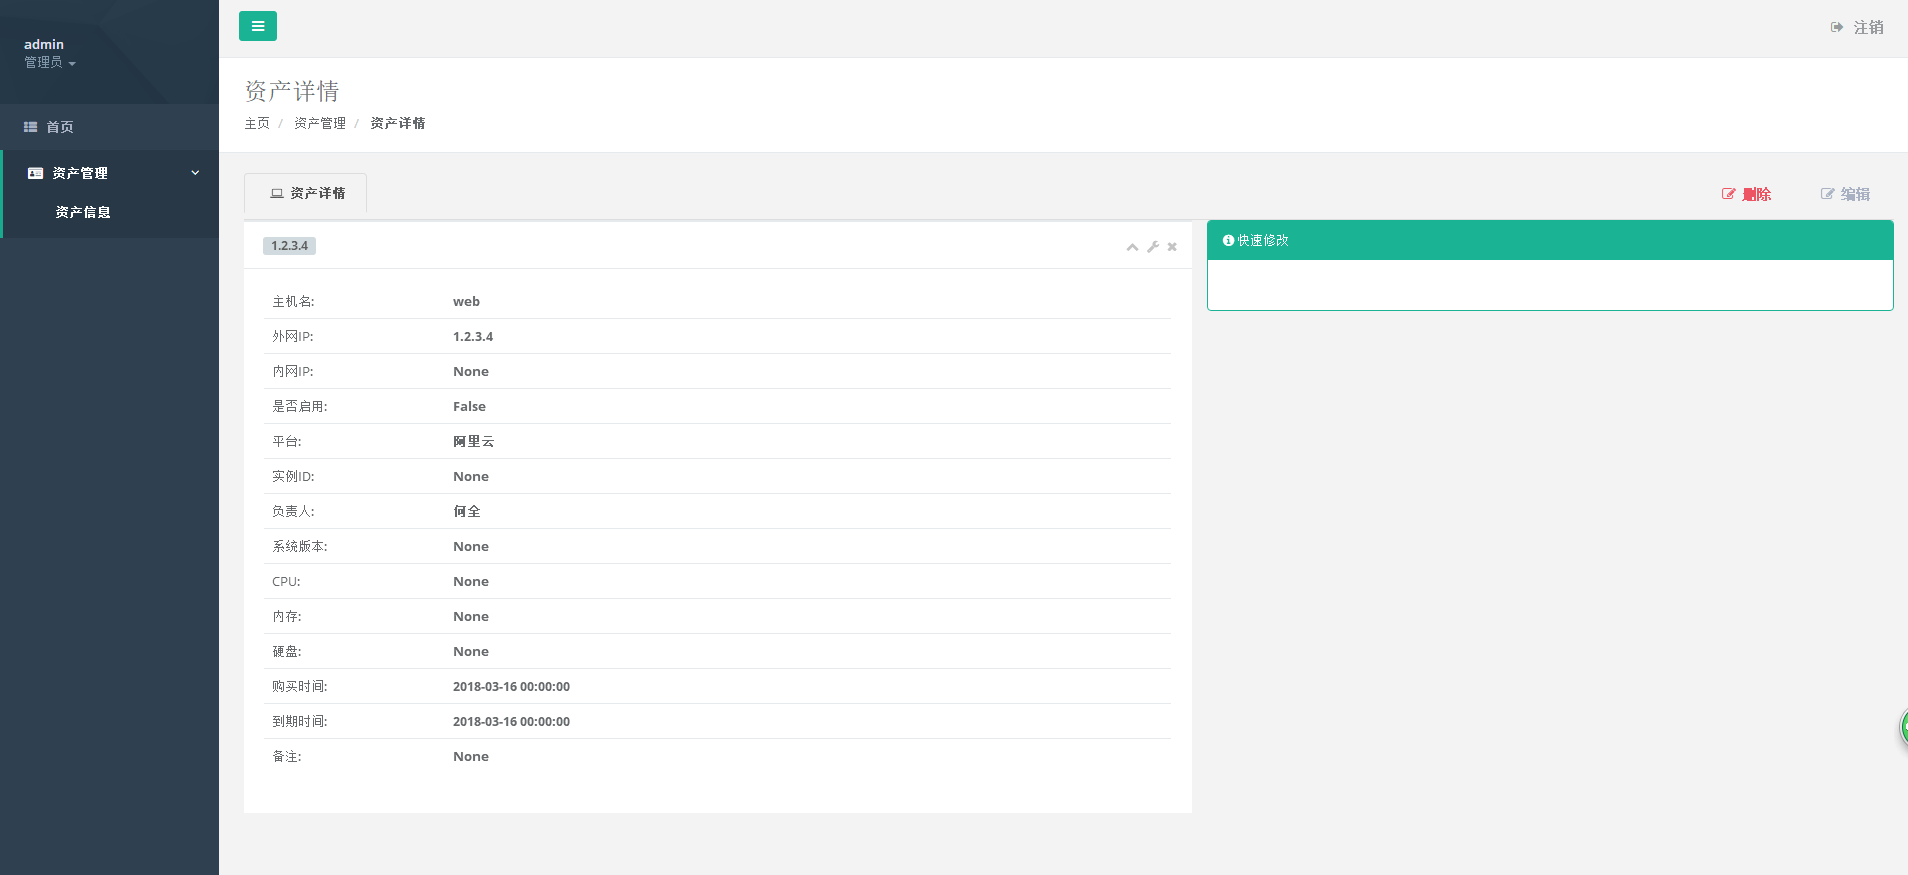 admin
管理员
首页
资产管理
资产信息
注销
资产详情
主页 / 资产管理 / 资产详情
资产详情
删除
编辑
1.2.3.4
快速修改
主机名: web
外网IP: 1.2.3.4
内网IP: None
是否启用: False
平台: 阿里云
实例ID: None
负责人: 何全
系统版本: None
CPU: None
内存: None
硬盘: None
购买时间: 2018-03-16 00:00:00
到期时间: 2018-03-16 00:00:00
备注: None